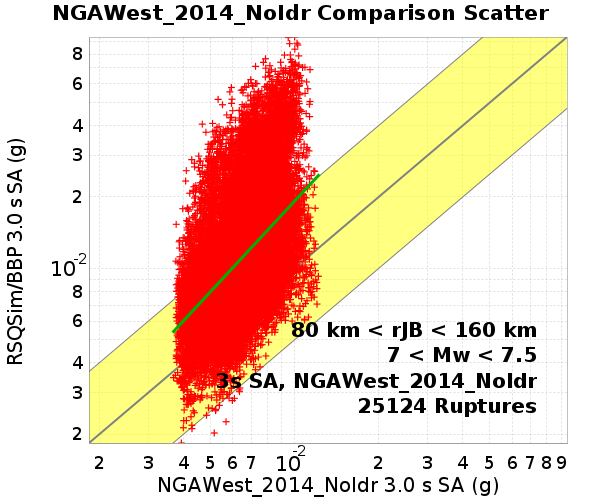 NGAWest_2014_NoIdr Comparison Scatter
RSQSim/BBP 3.0 s SA (g)
8
6
4
3
2
10-2
8
6
4
3
2
80 km < rJB < 160 km
7 < Mw < 7.5
3s SA, NGAWest_2014_NoIdr
25124 Ruptures
2 3 4 5 6 7 10-2 2 3 4 5 6 7 8 9
NGAWest_2014_NoIdr 3.0 s SA (g)